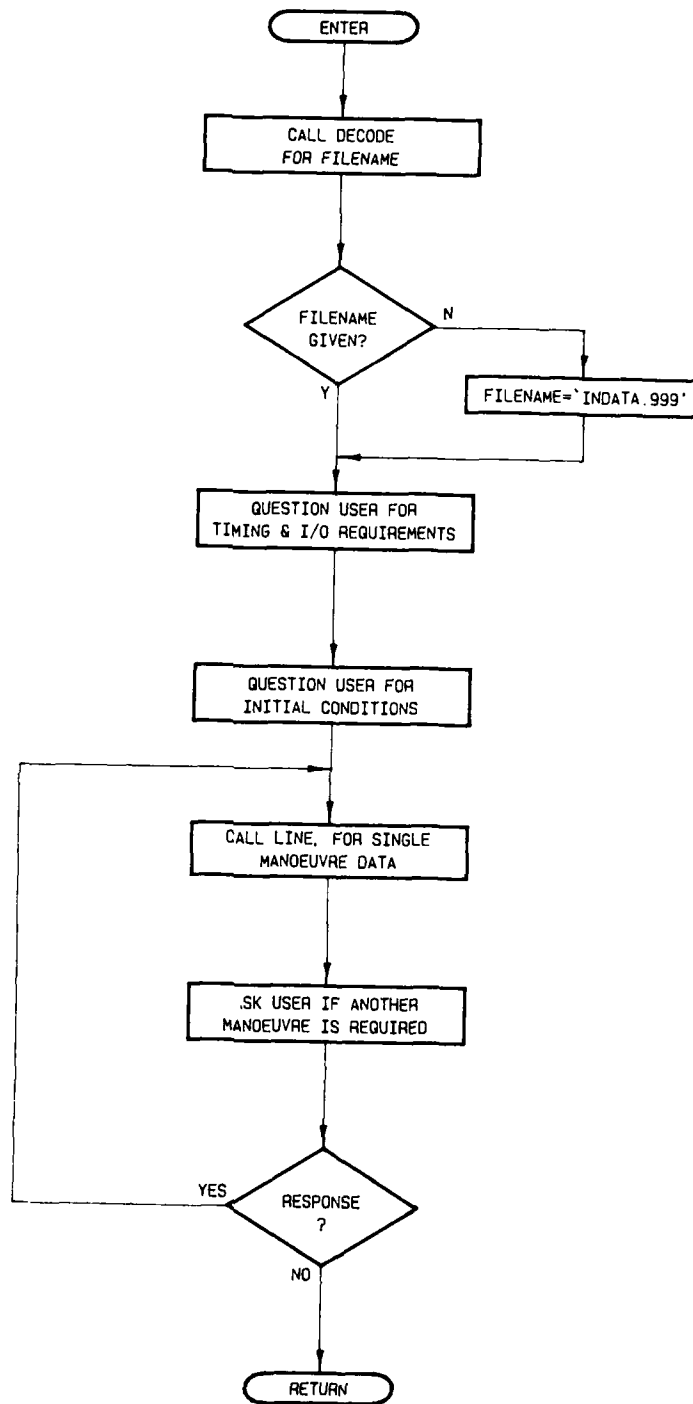 ENTER
CALL DECODE
FOR FILENAME
FILENAME
GIVEN?
N
Y
FILENAME=`INDATA.999'
QUESTION USER FOR
TIMING & I/O REQUIREMENTS
QUESTION USER FOR
INITIAL CONDITIONS
CALL LINE, FOR SINGLE
MANOEUVRE DATA
.SK USER IF ANOTHER
MANOEUVRE IS REQUIRED
YES
RESPONSE
?
NO
RETURN